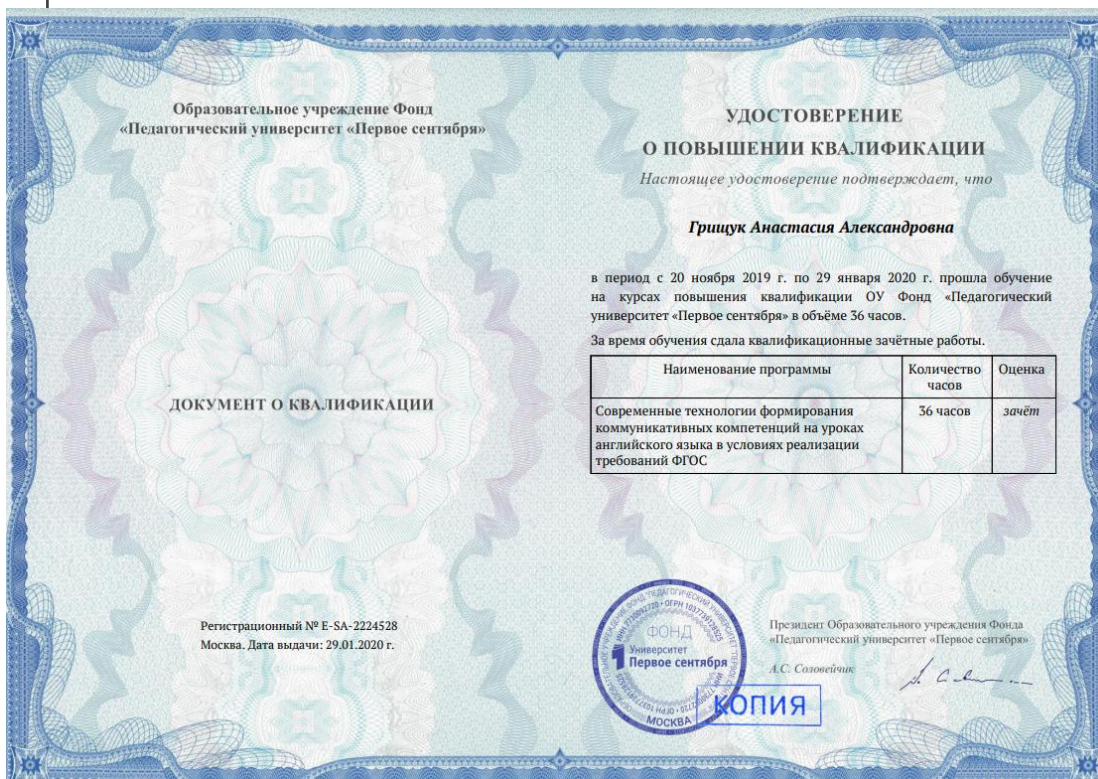 Образовательное учреждение Фонд
«Педагогический университет «Первое сентября»
ДОКУМЕНТ О КВАЛИФИКАЦИИ
Регистрационный № E-SA-2224528
Москва. Дата выдачи: 29.01.2020 г.
УДОСТОВЕРЕНИЕ
О ПОВЫШЕНИИ КВАЛИФИКАЦИИ
Настоящее удостоверение подтверждает, что
Грищук Анастасия Александровна
в период с 20 ноября 2019 г. по 29 января 2020 г. прошла обучение
на курсах повышения квалификации ОУ Фонд «Педагогический
университет «Первое сентября» в объёме 36 часов.
За время обучения сдала квалификационные зачётные работы.
Наименование программы
Количество
часов
Оценка
Современные технологии формирования
коммуникативных компетенций на уроках
английского языка в условиях реализации
требований ФГОС
36 часов
зачёт
ФОНД
Университет
Первое сентября
МОСКВА
КОПИЯ
Президент Образовательного учреждения Фонда
«Педагогический университет «Первое сентября»
А.С. Соловейчик